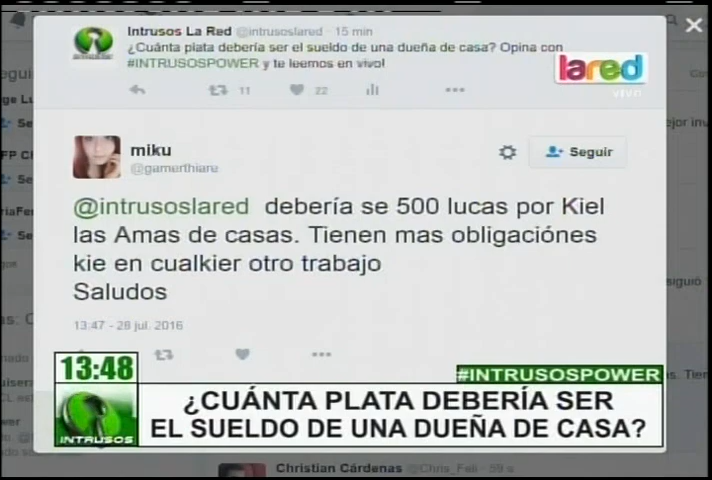 Intrusos La Red @intrusoslared · 15 min
¿Cuánta plata debería ser el sueldo de una dueña de casa? Opina con
#INTRUSOSPOWER y te leemos en vivo!
lared
VIVO
11
22
miku
@gamerthiare
Seguir
@intrusoslared debería se 500 lucas por Kiel
las Amas de casas. Tienen mas obligaciónes
kie en cualkier otro trabajo
Saludos
13:47 - 28 jul. 2016
13:48
#INTRUSOSPOWER
INTRUSOS
¿CUÁNTA PLATA DEBERÍA SER
EL SUELDO DE UNA DUEÑA DE CASA?
Christian Cárdenas @Chris_Feli · 59 s